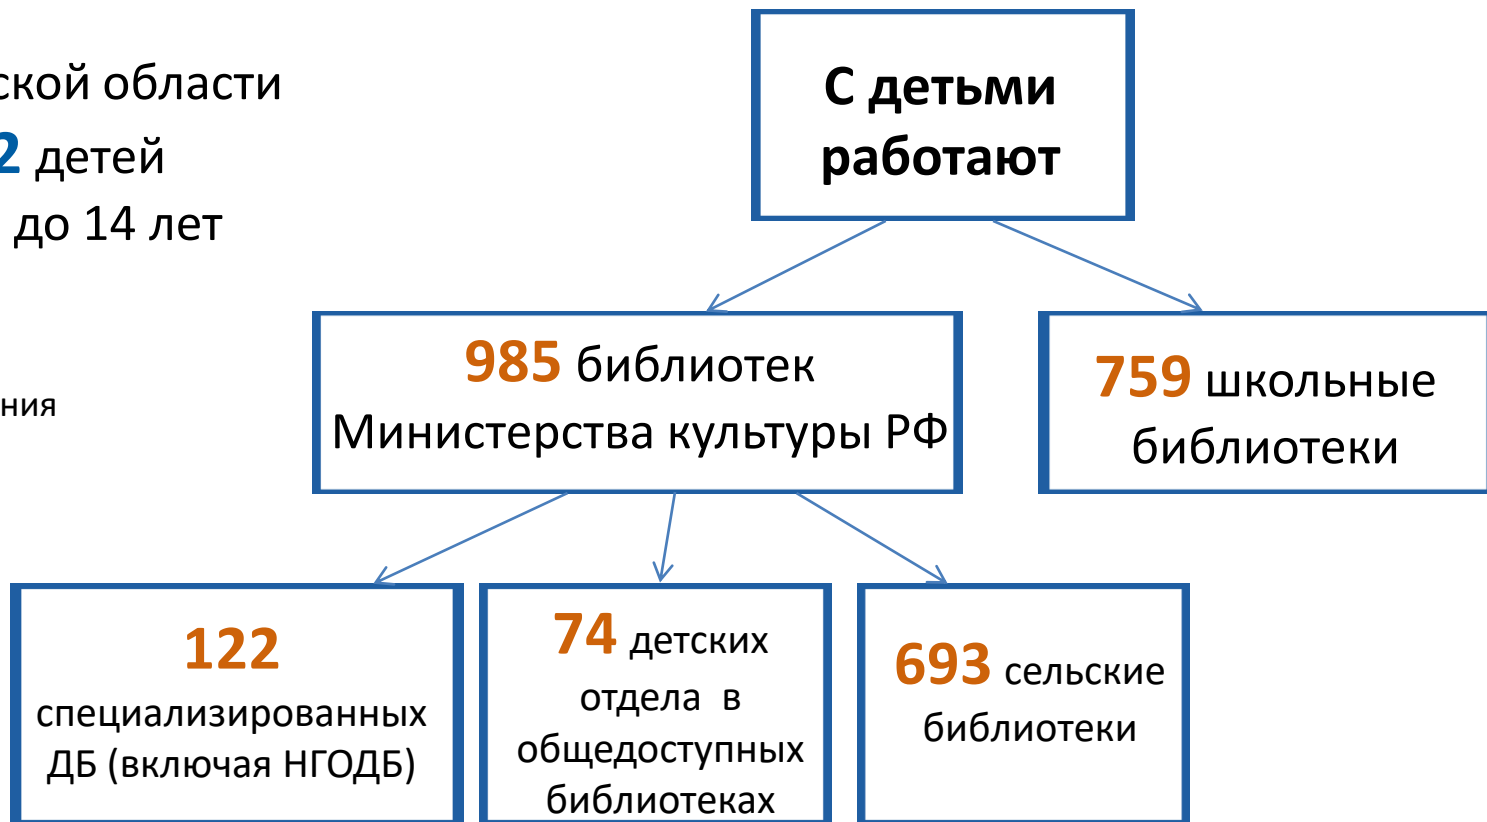 ской области
2 детей
до 14 лет
ния
С детьми
работают
985 библиотек
Министерства культуры РФ
759 школьные
библиотеки
122
специализированных
ДБ (включая НГОДБ)
74 детских
отдела в
общедоступных
библиотеках
693 сельские
библиотеки